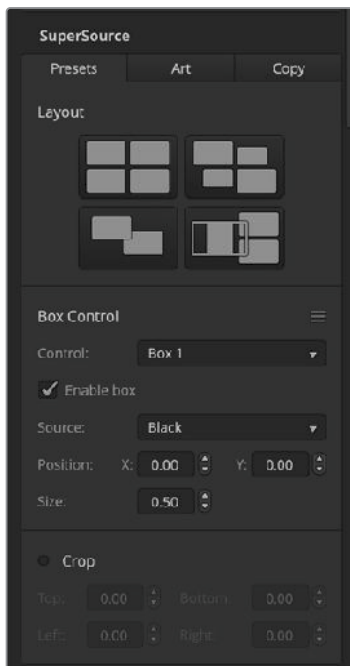 SuperSource
Presets Art Copy
Layout
Box Control
Control: Box 1
Enable box
Source: Black
Position: X: 0.00 Y: 0.00
Size: 0.50
Crop
Top: 0.00 Bottom: 0.00
Left: 0.00 Right: 0.00